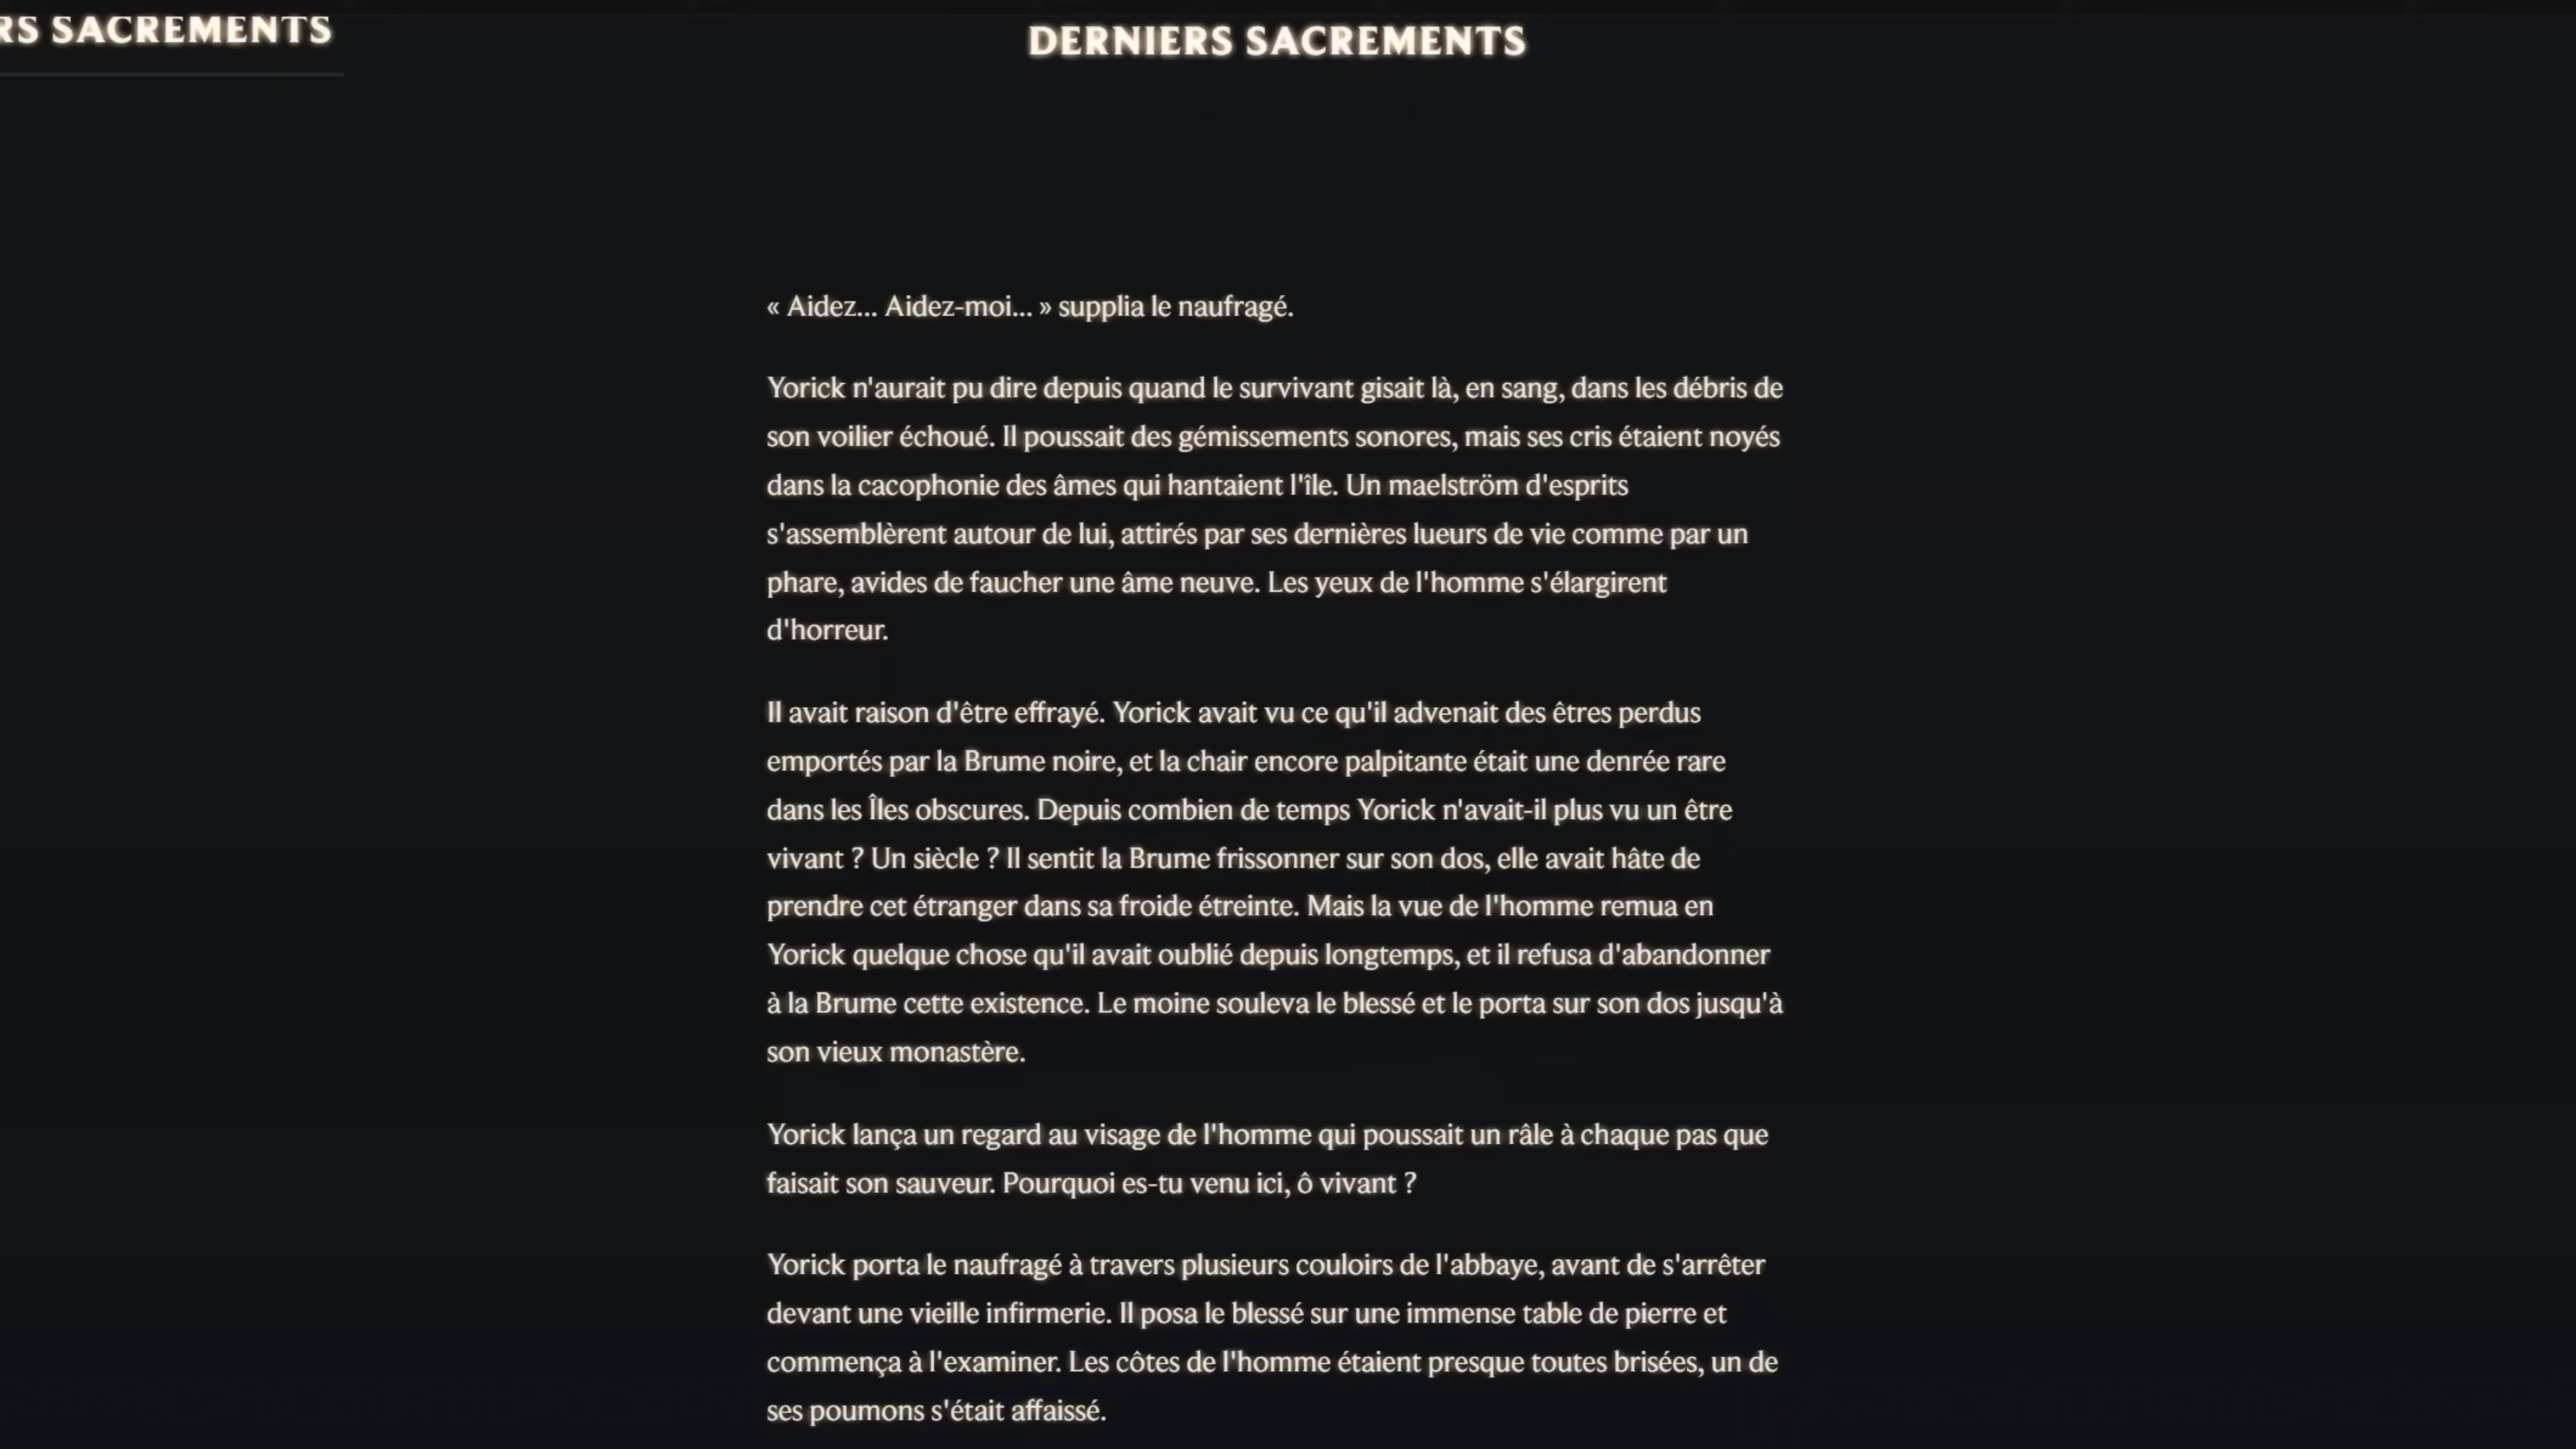 RS SACREMENTS
DERNIERS SACREMENTS
« Aidez... Aidez-moi... » supplia le naufragé.
Yorick n'aurait pu dire depuis quand le survivant gisait là, en sang, dans les débris de
son voilier échoué. Il poussait des gémissements sonores, mais ses cris étaient noyés
dans la cacophonie des âmes qui hantaient l'île. Un maelström d'esprits
s'assemblèrent autour de lui, attirés par ses dernières lueurs de vie comme par un
phare, avides de faucher une âme neuve. Les yeux de l'homme s'élargirent
d'horreur.
Il avait raison d'être effrayé. Yorick avait vu ce qu'il advenait des êtres perdus
emportés par la Brume noire, et la chair encore palpitante était une denrée rare
dans les Îles obscures. Depuis combien de temps Yorick n'avait-il plus vu un être
vivant ? Un siècle ? Il sentit la Brume frissonner sur son dos, elle avait hâte de
prendre cet étranger dans sa froide étreinte. Mais la vue de l'homme remua en
Yorick quelque chose qu'il avait oublié depuis longtemps, et il refusa d'abandonner
à la Brume cette existence. Le moine souleva le blessé et le porta sur son dos jusqu'à
son vieux monastère.
Yorick lança un regard au visage de l'homme qui poussait un râle à chaque pas que
faisait son sauveur. Pourquoi es-tu venu ici, ô vivant ?
Yorick porta le naufragé à travers plusieurs couloirs de l'abbaye, avant de s'arrêter
devant une vieille infirmerie. Il posa le blessé sur une immense table de pierre et
commença à l'examiner. Les côtes de l'homme étaient presque toutes brisées, un de
ses poumons s'était affaissé.